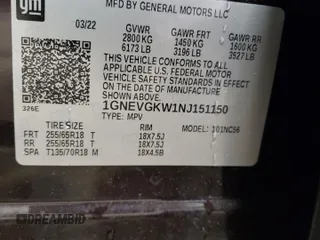 gm
MFD BY GENERAL MOTORS LLC
03/22
GVWR GAWR FRT GAWR RR
2800 KG 1450 KG 1600 KG
6173 LB 3196 LB 3527 LB
THIS VEHICLE CONFORMS TO ALL
APPLICABLE U.S. FEDERAL MOTOR
VEHICLE SAFETY STANDARDS IN
EFFECT ON THE DATE OF
MANUFACTURE SHOWN ABOVE.
326E
1GNEVGKW1NJ151150
TYPE: MPV
MODEL: 1G1NC56
TIRE SIZE RIM
FRT 255/65R18 T 18X7.5J
RR 255/65R18 T 18X7.5J
SPA T135/70R18 M 18X4.5B
DREAMBID